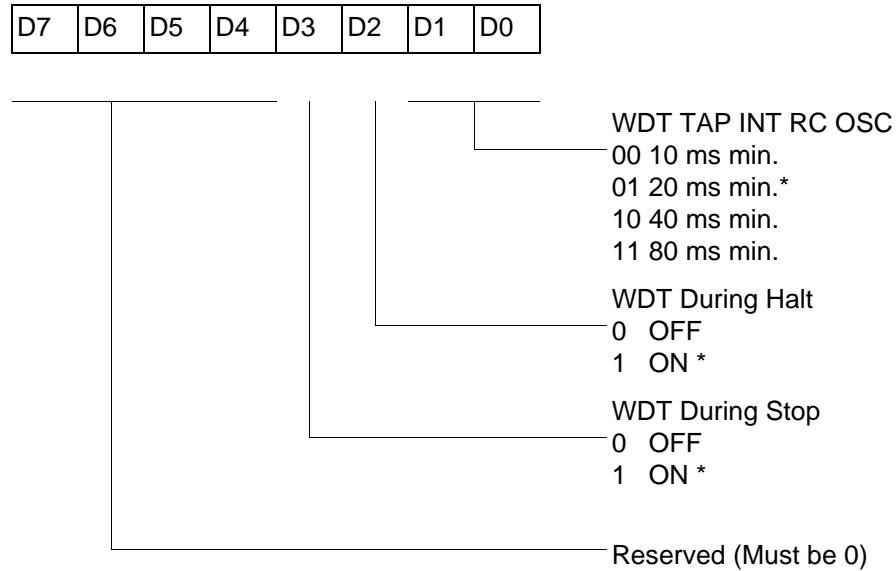 D7 D6 D5 D4 D3 D2 D1 D0
WDT TAP INT RC OSC
00 10 ms min.
01 20 ms min.*
10 40 ms min.
11 80 ms min.
WDT During Halt
0 OFF
1 ON *
WDT During Stop
0 OFF
1 ON *
Reserved (Must be 0)